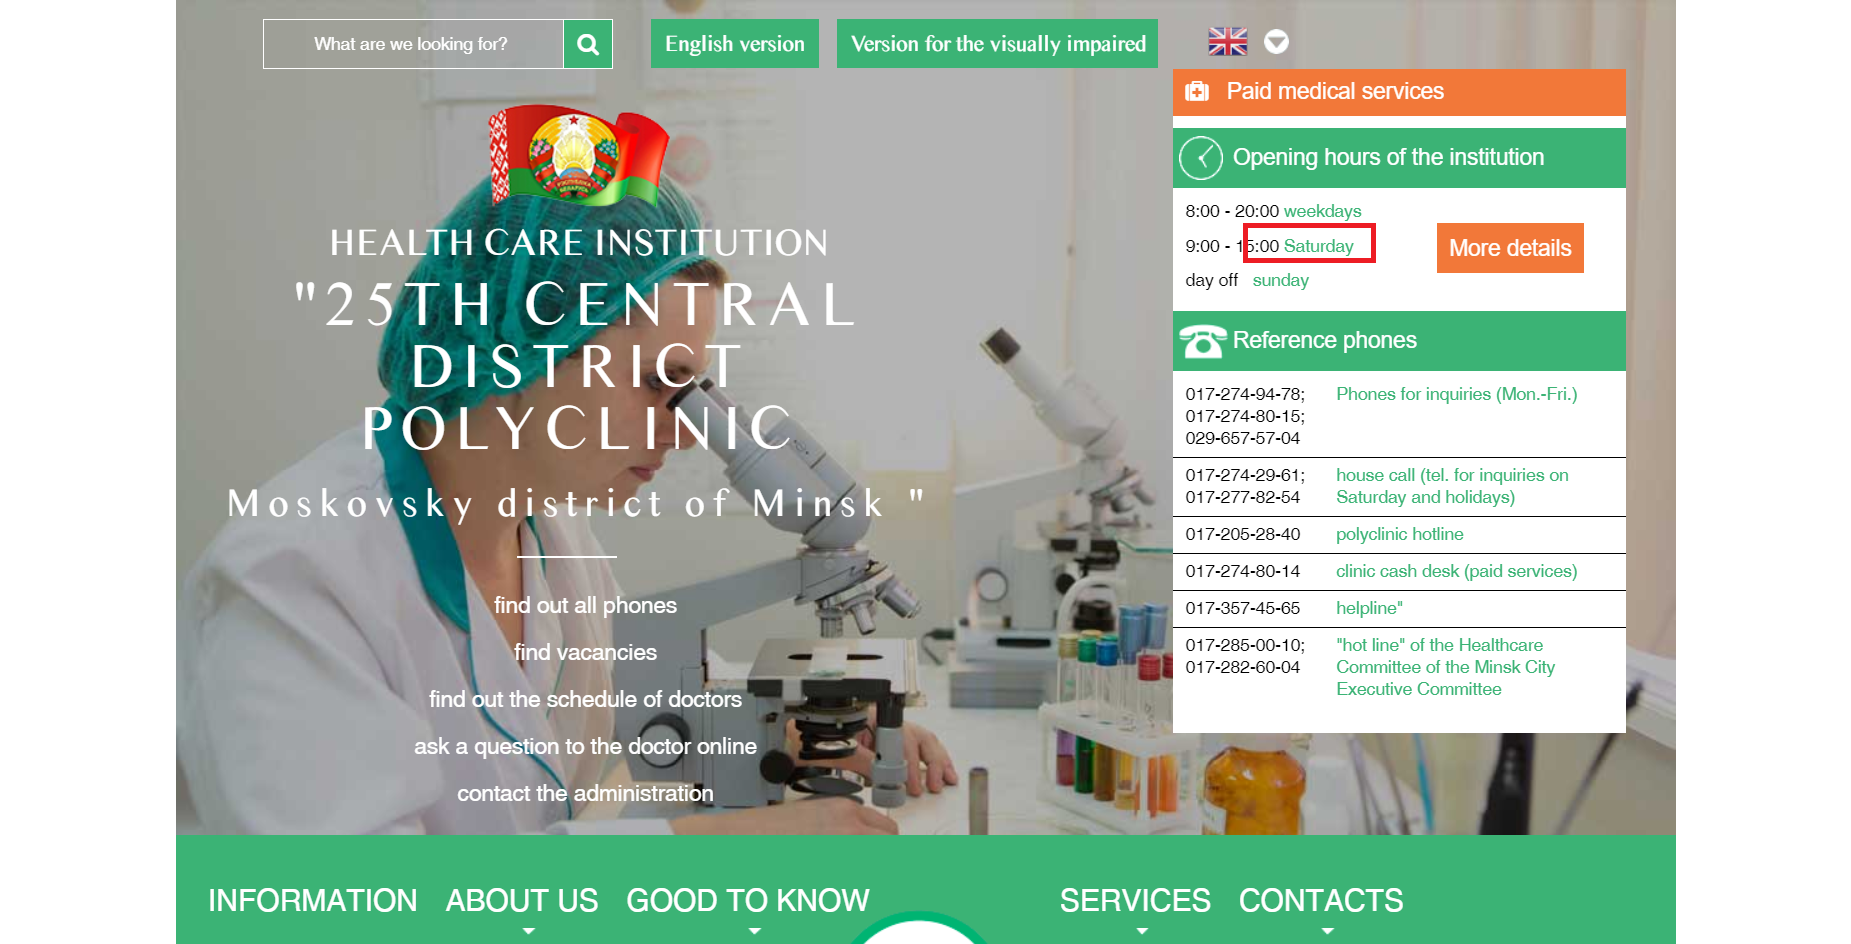 What are we looking for?
English version
Version for the visually impaired
Paid medical services
Opening hours of the institution
8:00 - 20:00 weekdays
9:00 - 15:00 Saturday
day off sunday
More details
Reference phones
017-274-94-78; Phones for inquiries (Mon.-Fri.)
017-274-80-15;
029-657-57-04
017-274-29-61; house call (tel. for inquiries on
017-277-82-54 Saturday and holidays)
017-205-28-40 polyclinic hotline
017-274-80-14 clinic cash desk (paid services)
017-357-45-65 helpline"
017-285-00-10; "hot line" of the Healthcare
017-282-60-04 Committee of the Minsk City
Executive Committee
HEALTH CARE INSTITUTION
"25TH CENTRAL
DISTRICT
POLYCLINIC
Moskovsky district of Minsk "
find out all phones
find vacancies
find out the schedule of doctors
ask a question to the doctor online
contact the administration
INFORMATION ABOUT US GOOD TO KNOW SERVICES CONTACTS